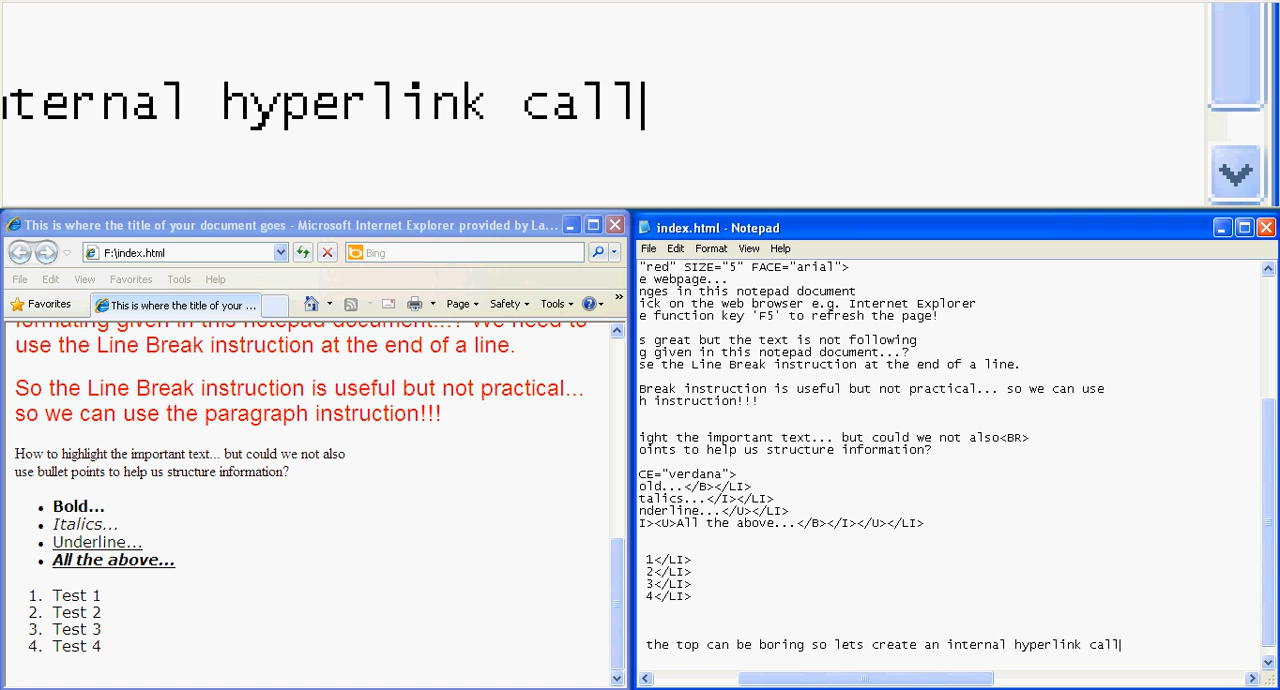 nternal hyperlink call
This is where the title of your document goes - Microsoft Internet Explorer provided by La...
F:\index.html
Bing
File Edit View Favorites Tools Help
Favorites
This is where the title of your ...
Page Safety Tools »
formating given in this notepad document...? We need to
use the Line Break instruction at the end of a line.
So the Line Break instruction is useful but not practical...
so we can use the paragraph instruction!!!
How to highlight the important text... but could we not also
use bullet points to help us structure information?
• Bold...
• Italics...
• Underline...
• All the above...
1. Test 1
2. Test 2
3. Test 3
4. Test 4
index.html - Notepad
File Edit Format View Help
"red" SIZE="5" FACE="arial">
e webpage...
nges in this notepad document
ick on the web browser e.g. Internet Explorer
e function key 'F5' to refresh the page!
s great but the text is not following
g given in this notepad document...?
se the Line Break instruction at the end of a line.
Break instruction is useful but not practical... so we can use
h instruction!!!
ight the important text... but could we not also<BR>
oints to help us structure information?
CE="verdana">
old...</B></LI>
talics...</I></LI>
nderline...</U></LI>
I><U>All the above...</B></I></U></LI>
1</LI>
2</LI>
3</LI>
4</LI>
the top can be boring so lets create an internal hyperlink call